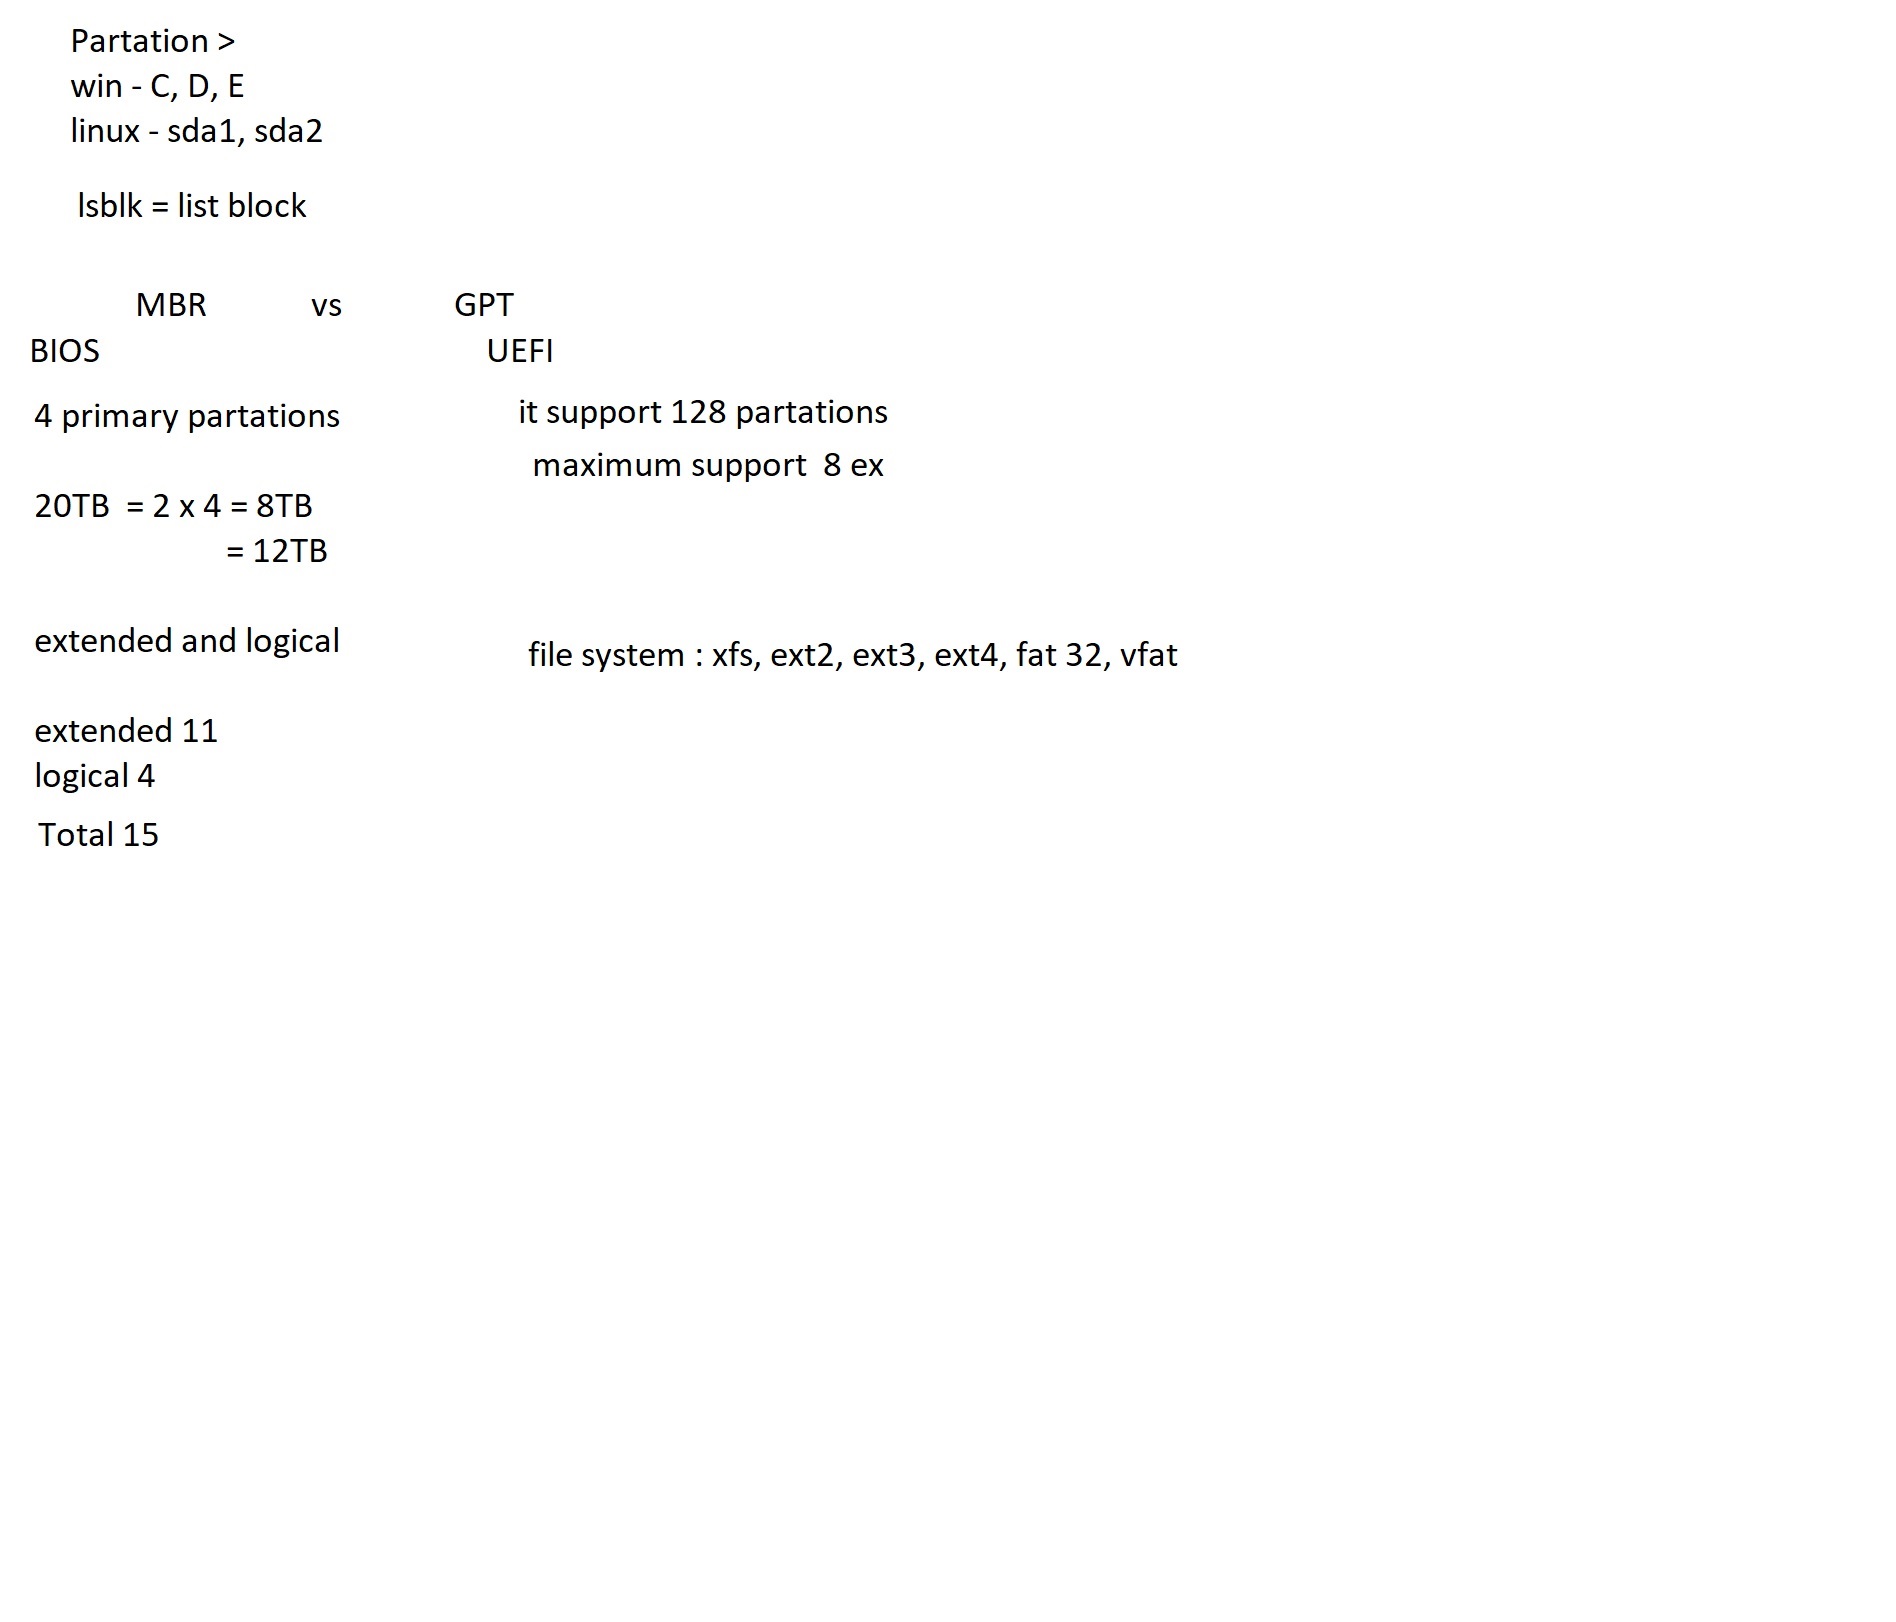 Partation >
win - C, D, E
linux - sda1, sda2
lsblk = list block
MBR vs GPT
BIOS UEFI
4 primary partations
it support 128 partations
maximum support 8 ex
20TB = 2 x 4 = 8TB
= 12TB
extended and logical
file system : xfs, ext2, ext3, ext4, fat 32, vfat
extended 11
logical 4
Total 15